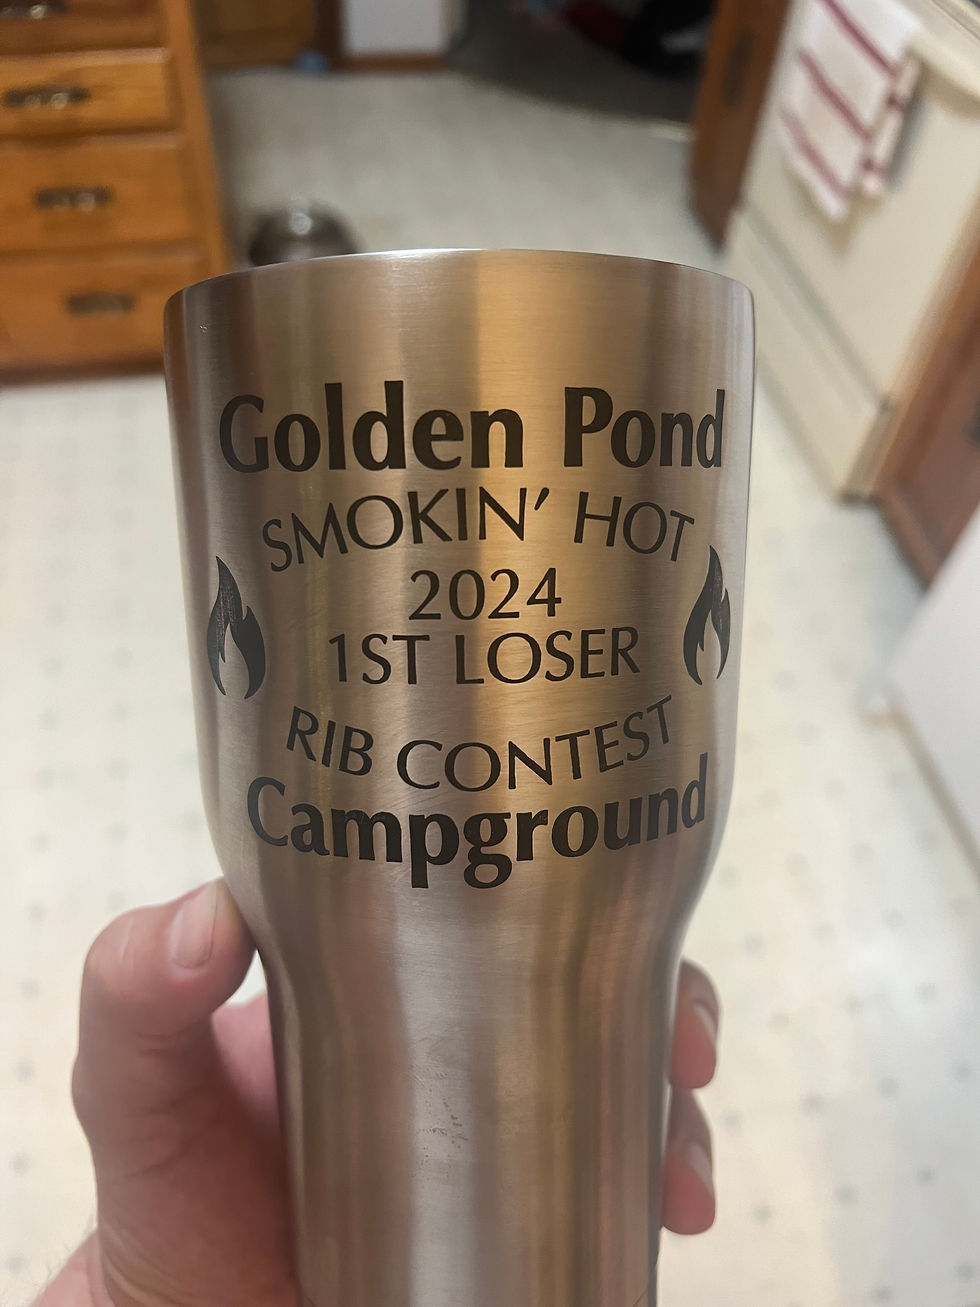 Golden Pond
SMOKIN' HOT
2024
1ST LOSER
RIB CONTEST
Campground